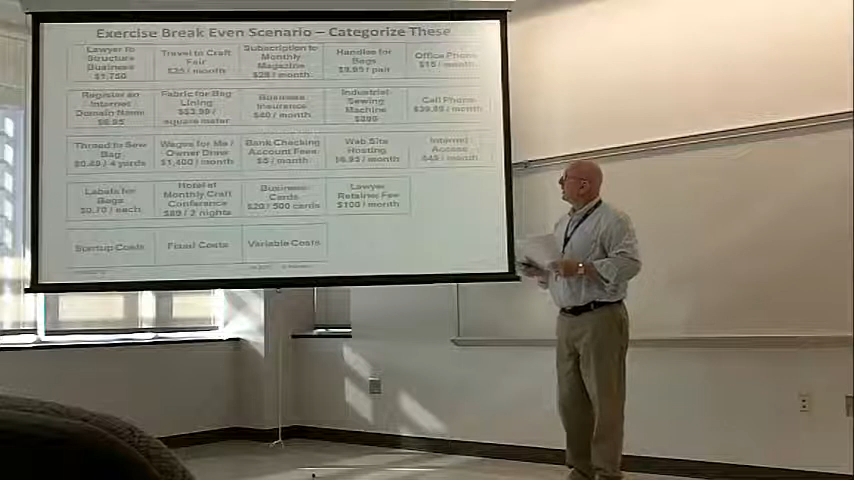 Exercise Break Even Scenario – Categorize These
Lawyer to
Structure
Business
$1,750
Travel to Craft
Fair
$25 / month
Subscription to
Monthly
Magazine
$28 / month
Handles for
Bags
$9.95 / pair
Office Phone
$15 / month
Register an
Internet
Domain Name
$6.95
Fabric for Bag
Lining
$53.99 /
square meter
Business
Insurance
$40 / month
Industrial
Sewing
Machine
$399
Cell Phone
$39.99 / month
Thread to Sew
Bag
$0.49 / 4 yards
Wages for Me /
Owner Draw
$1,400 / month
Bank Checking
Account Fees
$5 / month
Web Site
Hosting
$6.95 / month
Internet
Access
$45 / month
Labels for
Bags
$0.70 / each
Hotel at
Monthly Craft
Conference
$89 / 2 nights
Business
Cards
$20 / 500 cards
Lawyer
Retainer Fee
$100 / month
Startup Costs
Fixed Costs
Variable Costs